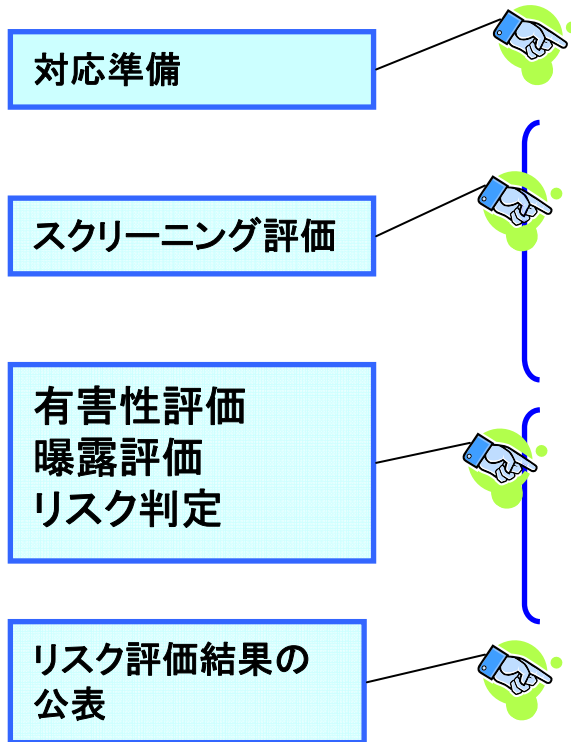 対応準備
スクリーニング評価
有害性評価
曝露評価
リスク判定
リスク評価結果の
公表